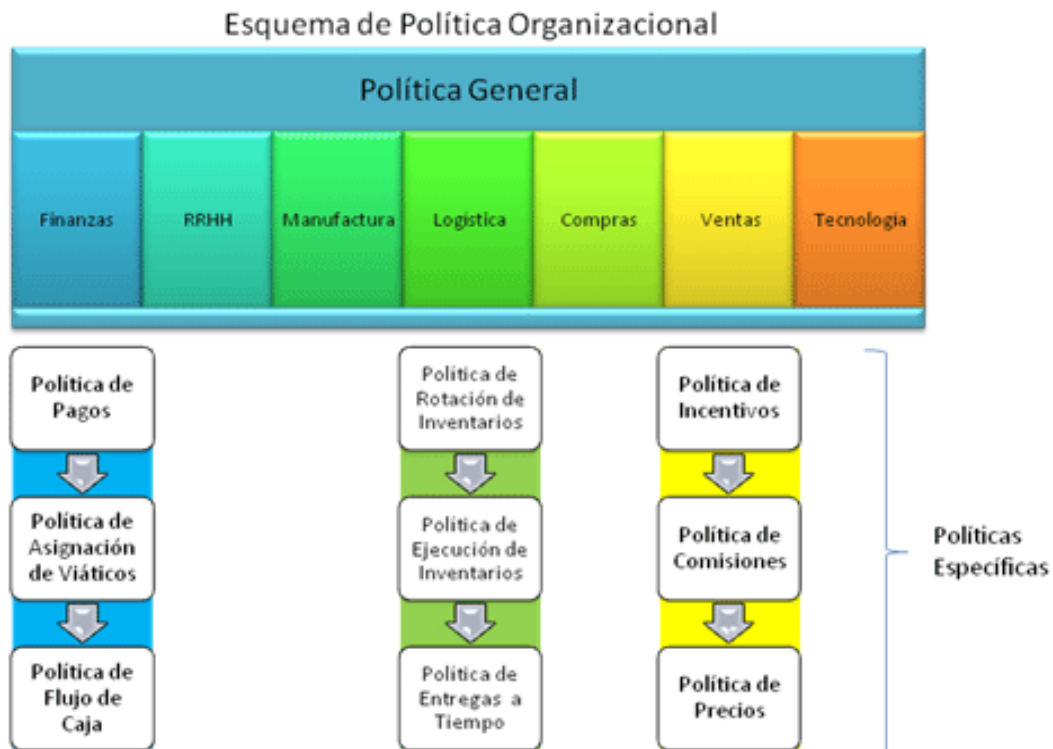 Esquema de Política Organizacional
Política General
Finanzas
RRHH
Manufactura
Logística
Compras
Ventas
Tecnología
Política de
Pagos
Política de
Asignación
de Viáticos
Política de
Flujo de
Caja
Política de
Rotación de
Inventarios
Política de
Ejecución de
Inventarios
Política de
Entregas a
Tiempo
Política de
Incentivos
Política de
Comisiones
Política de
Precios
Políticas
Específicas